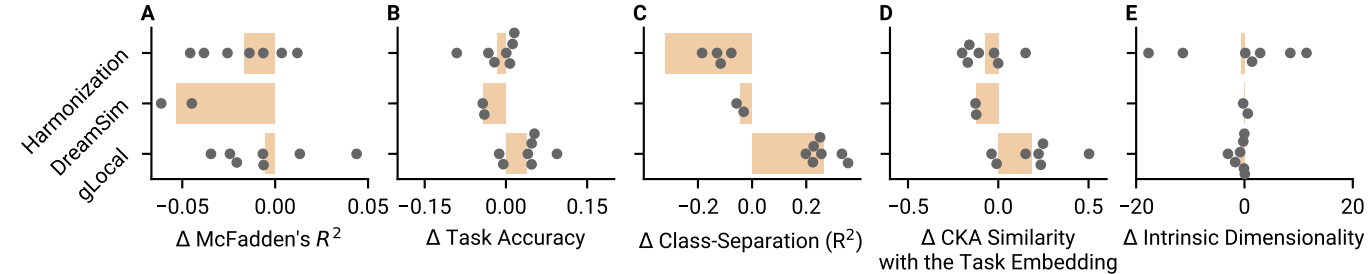 A
B
C
D
E
Harmonization
DreamSim
gLocal
−0.05
0.00
0.05
−0.15
0.00
0.15
−0.2
0.0
0.2
−0.5
0.0
0.5
−20
0
20
Δ McFadden's R²
Δ Task Accuracy
Δ Class-Separation (R²)
Δ CKA Similarity
with the Task Embedding
Δ Intrinsic Dimensionality